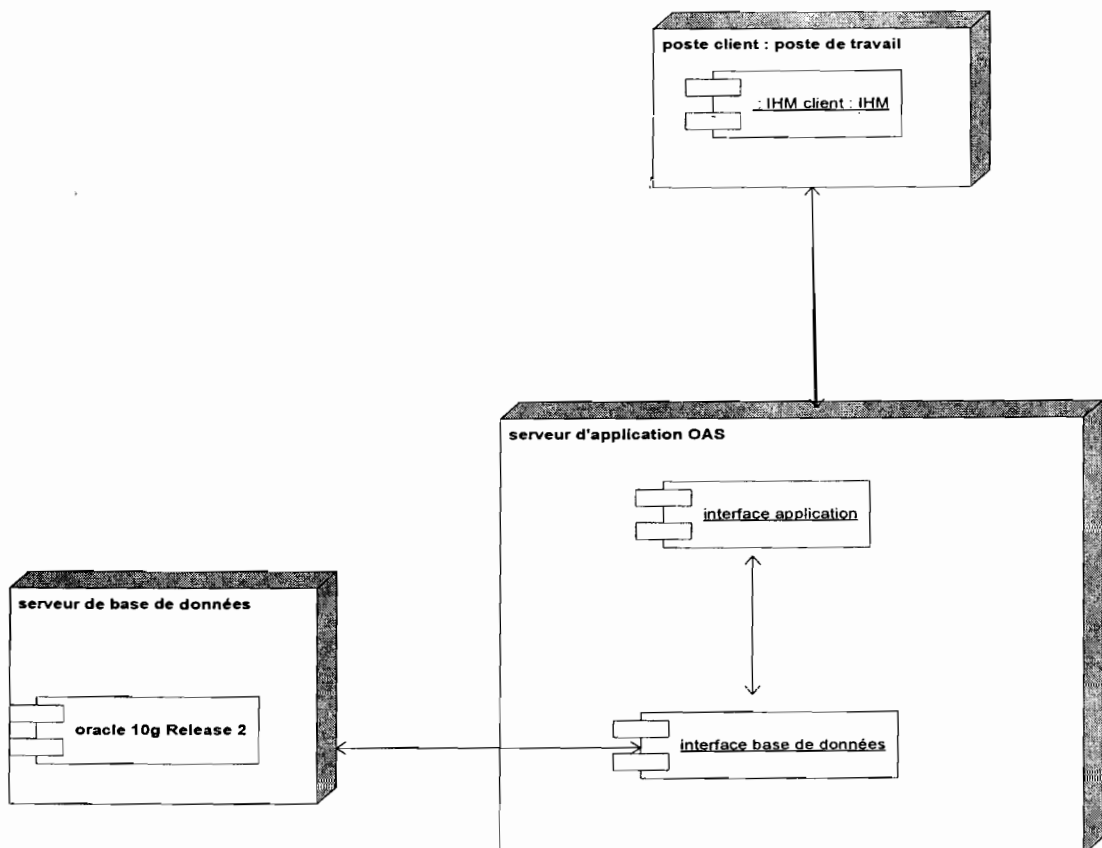 poste client : poste de travail
: IHM client : IHM
serveur d'application OAS
interface application
serveur de base de données
oracle 10g Release 2
interface base de données